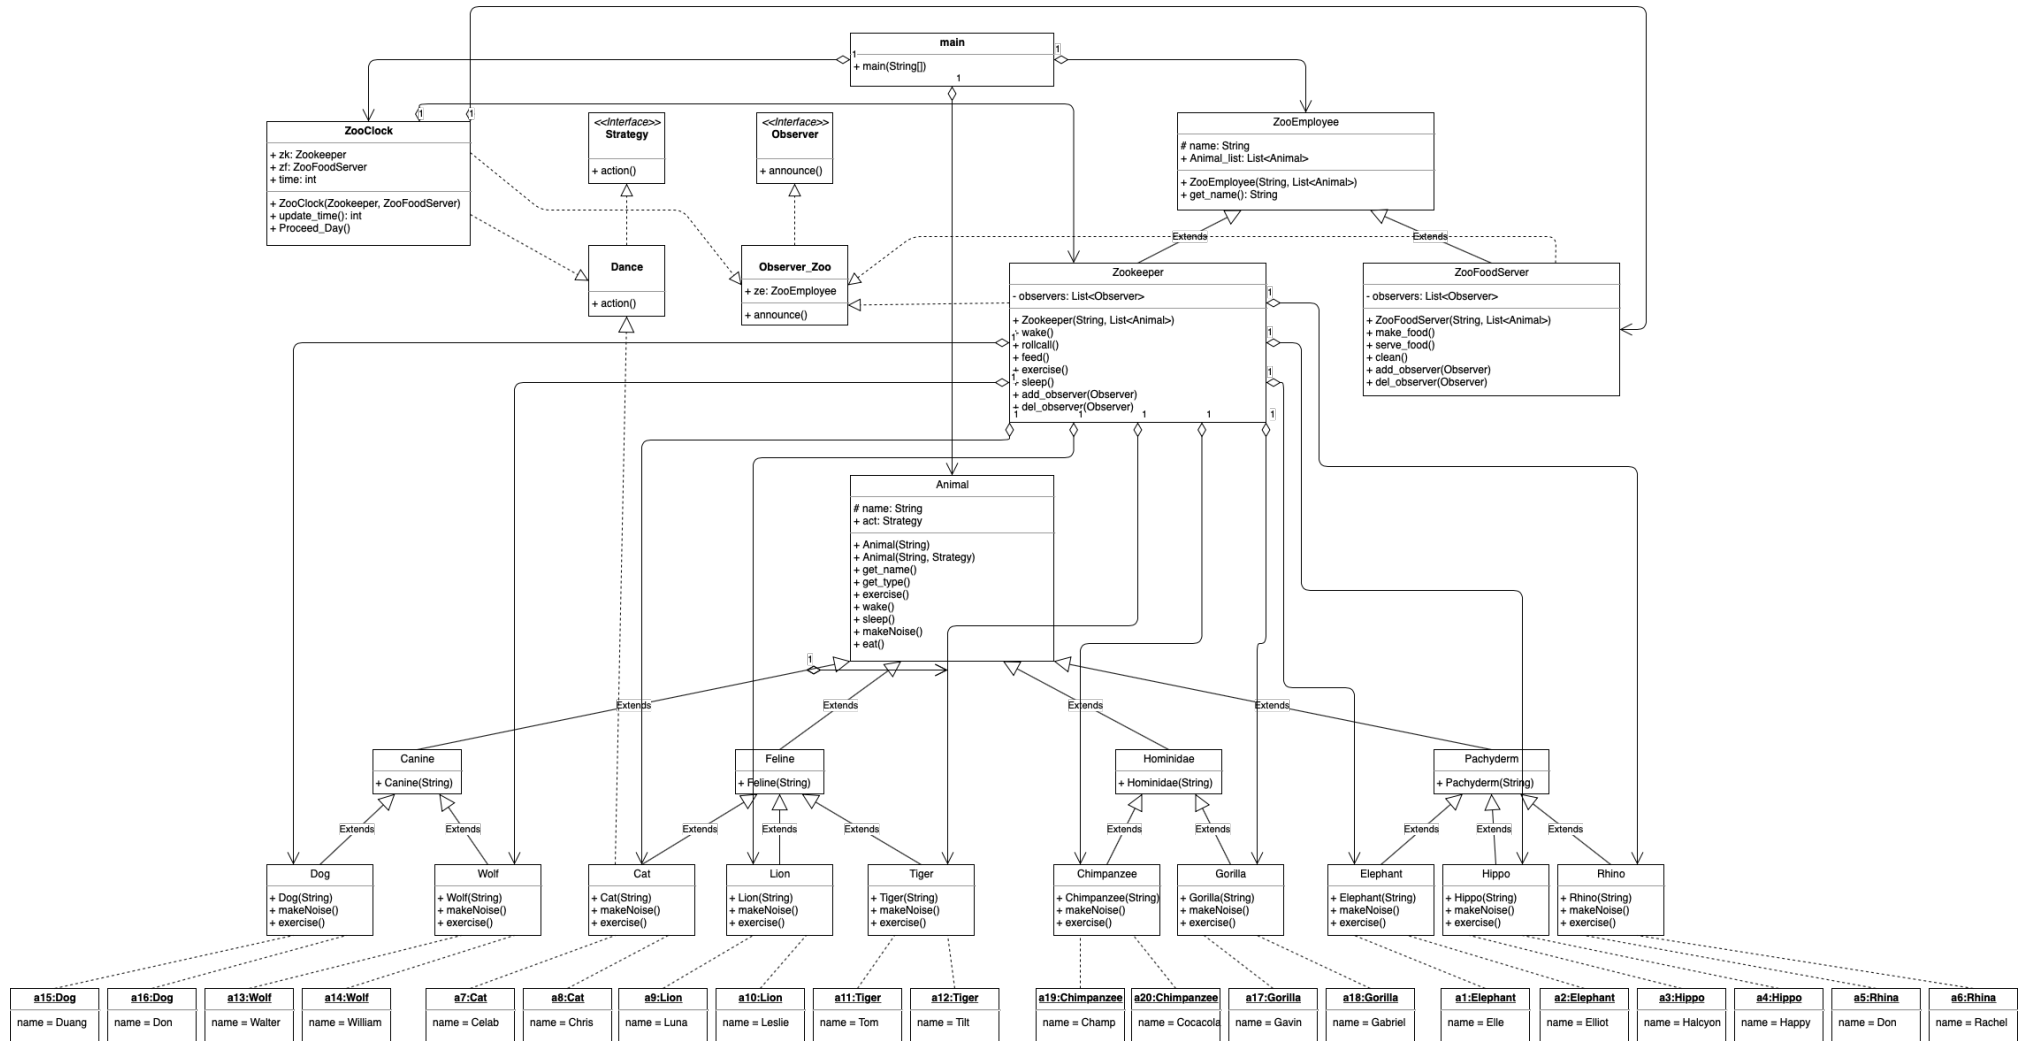 main
1
+ main(String[])
1
1
ZooClock
1
1
+ zk: Zookeeper
+ zf: ZooFoodServer
+ time: int
+ ZooClock(Zookeeper, ZooFoodServer)
+ update_time(): int
+ Proceed_Day()
<<Interface>>
Strategy
+ action()
<<Interface>>
Observer
+ announce()
ZooEmployee
# name: String
+ Animal_list: List<Animal>
+ ZooEmployee(String, List<Animal>)
+ get_name(): String
Extends
Extends
Dance
+ action()
Observer_Zoo
+ ze: ZooEmployee
+ announce()
Zookeeper
- observers: List<Observer>
+ Zookeeper(String, List<Animal>)
+ wake()
+ rollcall()
+ feed()
+ exercise()
+ sleep()
+ add_observer(Observer)
+ del_observer(Observer)
1
1
1
1
1
1
1
1
1
1
ZooFoodServer
- observers: List<Observer>
+ ZooFoodServer(String, List<Animal>)
+ make_food()
+ serve_food()
+ clean()
+ add_observer(Observer)
+ del_observer(Observer)
Animal
# name: String
+ act: Strategy
+ Animal(String)
+ Animal(String, Strategy)
+ get_name()
+ get_type()
+ exercise()
+ wake()
+ sleep()
+ makeNoise()
+ eat()
1
Extends
Extends
Extends
Extends
Canine
+ Canine(String)
Feline
+ Feline(String)
Hominidae
+ Hominidae(String)
Pachyderm
+ Pachyderm(String)
Extends
Extends
Extends
Extends
Extends
Extends
Extends
Extends
Extends
Extends
Dog
+ Dog(String)
+ makeNoise()
+ exercise()
Wolf
+ Wolf(String)
+ makeNoise()
+ exercise()
Cat
+ Cat(String)
+ makeNoise()
+ exercise()
Lion
+ Lion(String)
+ makeNoise()
+ exercise()
Tiger
+ Tiger(String)
+ makeNoise()
+ exercise()
Chimpanzee
+ Chimpanzee(String)
+ makeNoise()
+ exercise()
Gorilla
+ Gorilla(String)
+ makeNoise()
+ exercise()
Elephant
+ Elephant(String)
+ makeNoise()
+ exercise()
Hippo
+ Hippo(String)
+ makeNoise()
+ exercise()
Rhino
+ Rhino(String)
+ makeNoise()
+ exercise()
a15:Dog
name = Duang
a16:Dog
name = Don
a13:Wolf
name = Walter
a14:Wolf
name = William
a7:Cat
name = Celab
a8:Cat
name = Chris
a9:Lion
name = Luna
a10:Lion
name = Leslie
a11:Tiger
name = Tom
a12:Tiger
name = Tilt
a19:Chimpanzee
name = Champ
a20:Chimpanzee
name = Cocacola
a17:Gorilla
name = Gavin
a18:Gorilla
name = Gabriel
a1:Elephant
name = Elle
a2:Elephant
name = Elliot
a3:Hippo
name = Halcyon
a4:Hippo
name = Happy
a5:Rhina
name = Don
a6:Rhina
name = Rachel